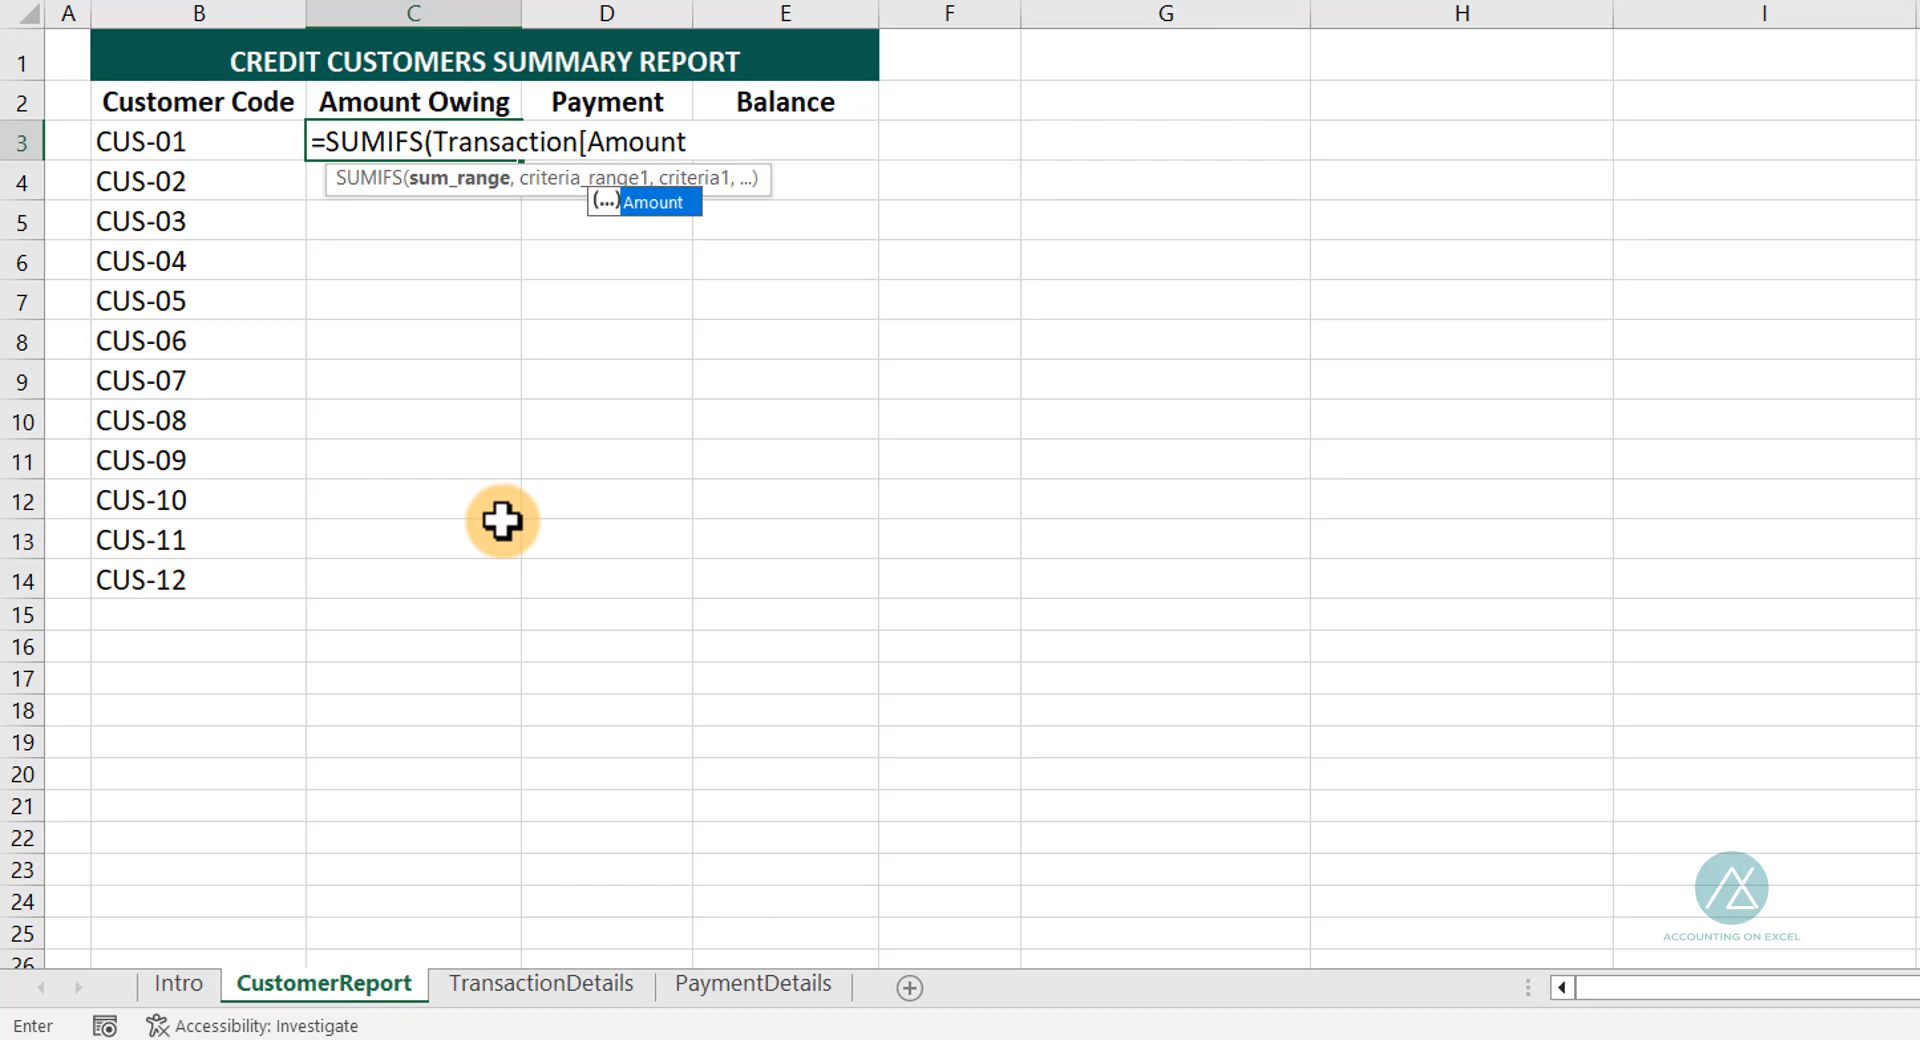 A B C D E F G H I
1 CREDIT CUSTOMERS SUMMARY REPORT
2 Customer Code Amount Owing Payment Balance
3 CUS-01 =SUMIFS(Transaction[Amount
SUMIFS(sum_range, criteria_range1, criteria1, ...)
4 CUS-02
(...) Amount
5 CUS-03
6 CUS-04
7 CUS-05
8 CUS-06
9 CUS-07
10 CUS-08
11 CUS-09
12 CUS-10
13 CUS-11
14 CUS-12
15
16
17
18
19
20
21
22
23
24
ACCOUNTING ON EXCEL
25
26
Intro CustomerReport TransactionDetails PaymentDetails
Enter Accessibility: Investigate